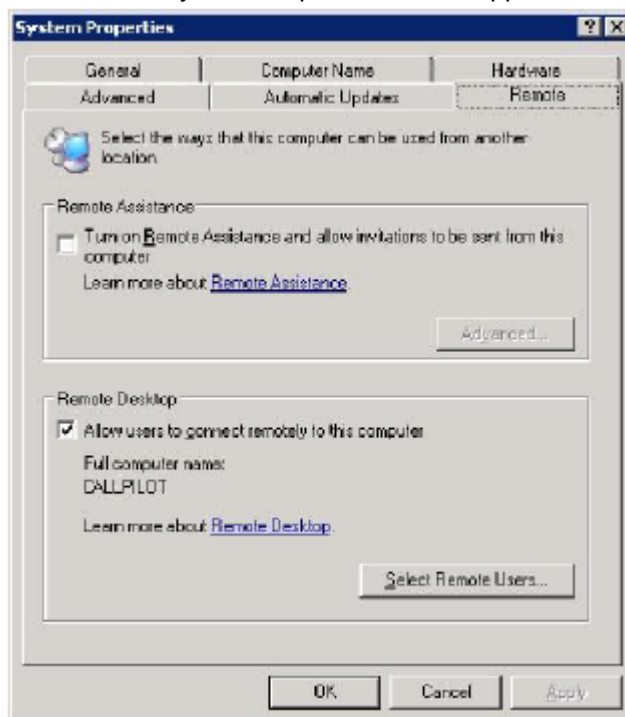 System Properties
General
Computer Name
Hardware
Advanced
Automatic Updates
Remote
Select the ways that this computer can be used from another
location.
Remote Assistance
Turn on Remote Assistance and allow invitations to be sent from this
computer
Learn more about Remote Assistance.
Advanced...
Remote Desktop
Allow users to connect remotely to this computer
Full computer name:
CALLPILOT
Learn more about Remote Desktop.
Select Remote Users...
OK
Cancel
Apply